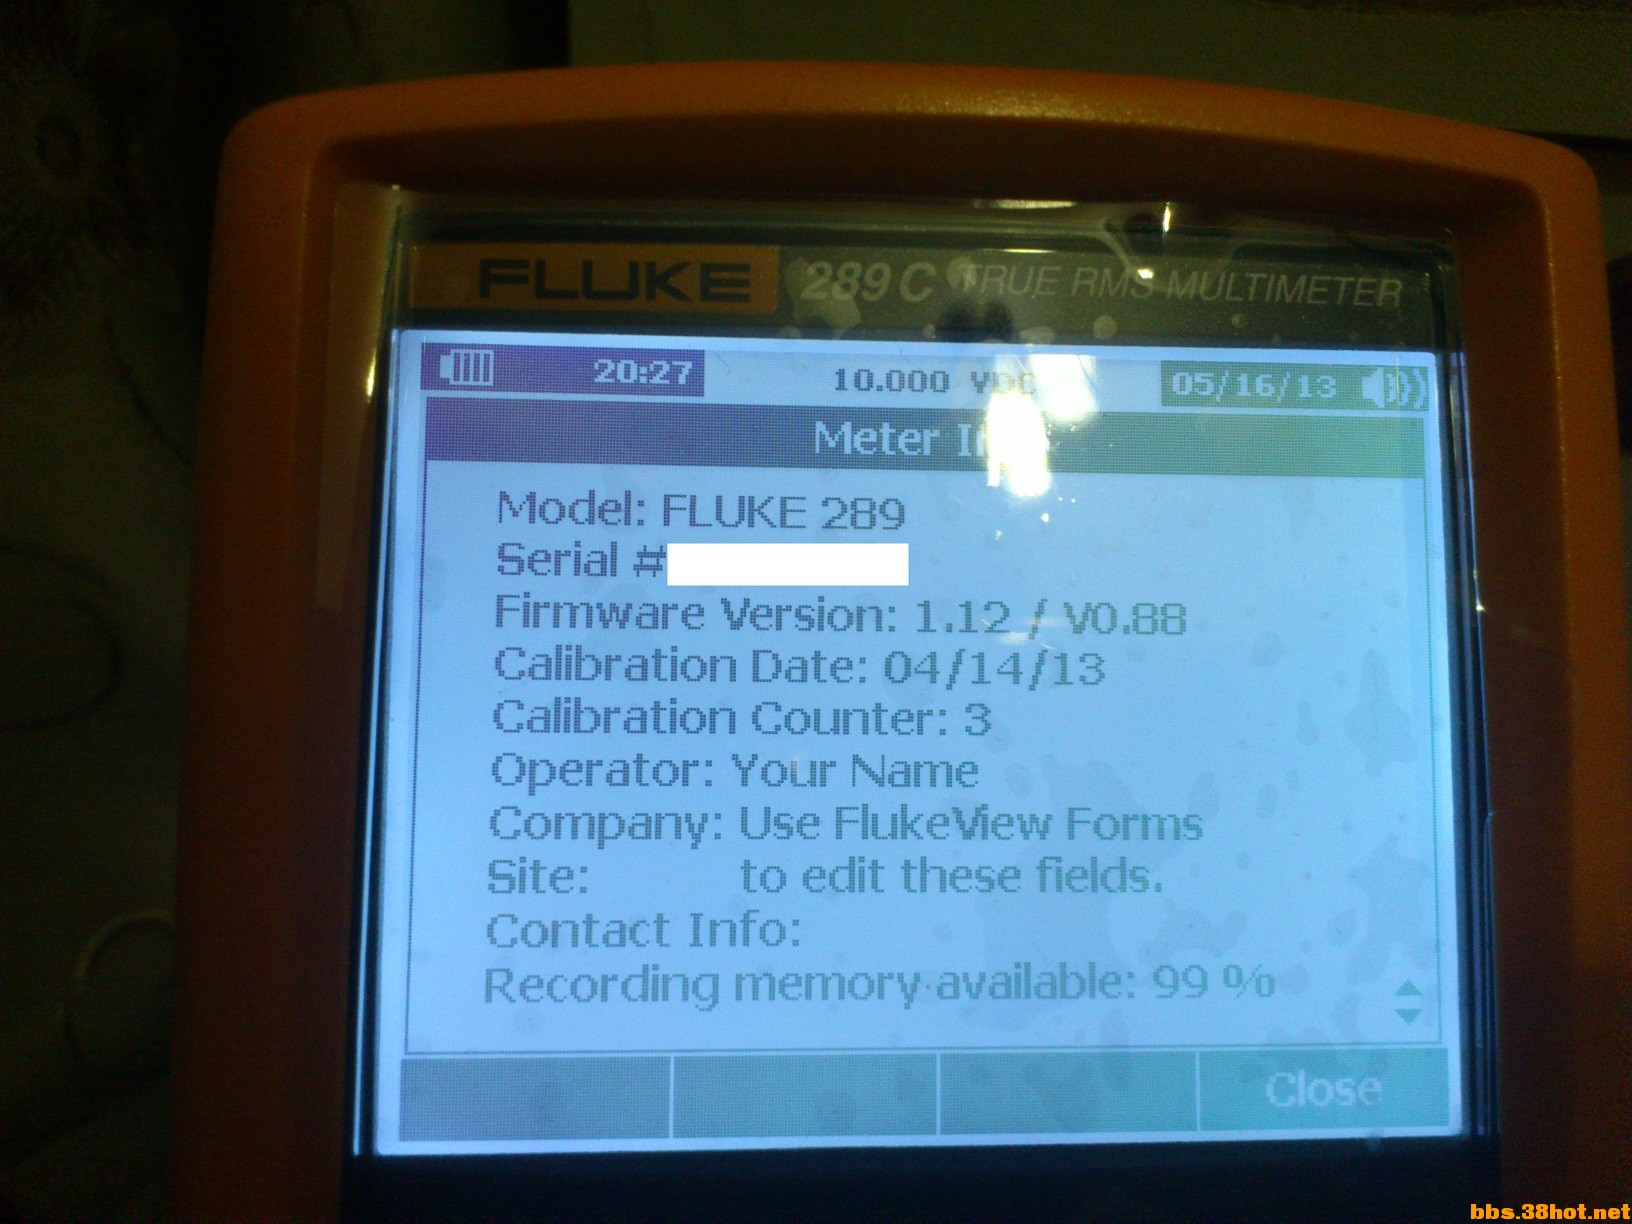 FLUKE 289 C TRUE RMS MULTIMETER
20:27 10.000 VDC 05/16/13
Meter
Model: FLUKE 289
Serial #
Firmware Version: 1.12 / V0.88
Calibration Date: 04/14/13
Calibration Counter: 3
Operator: Your Name
Company: Use FlukeView Forms
Site: to edit these fields.
Contact Info:
Recording memory available: 99 %
Close
bbs.38hot.net